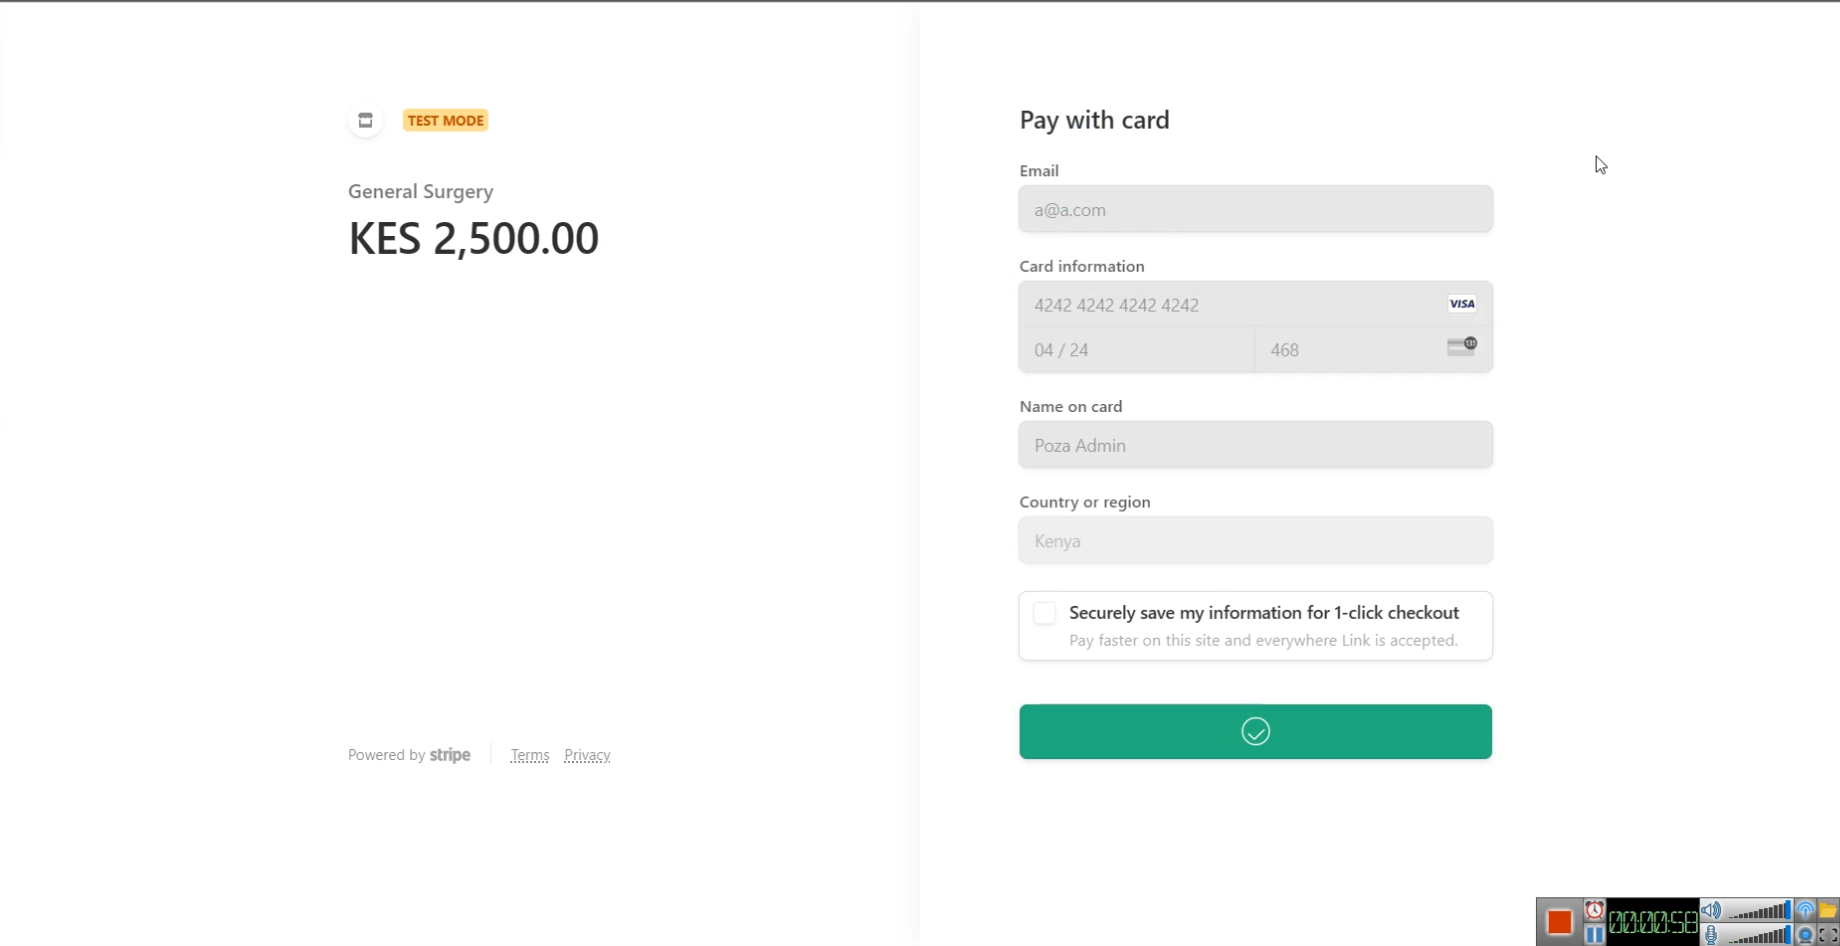 TEST MODE
General Surgery
KES 2,500.00
Powered by stripe
Terms
Privacy
Pay with card
Email
a@a.com
Card information
4242 4242 4242 4242
VISA
04 / 24
468
135
Name on card
Poza Admin
Country or region
Kenya
Securely save my information for 1-click checkout
Pay faster on this site and everywhere Link is accepted.
00:00:58